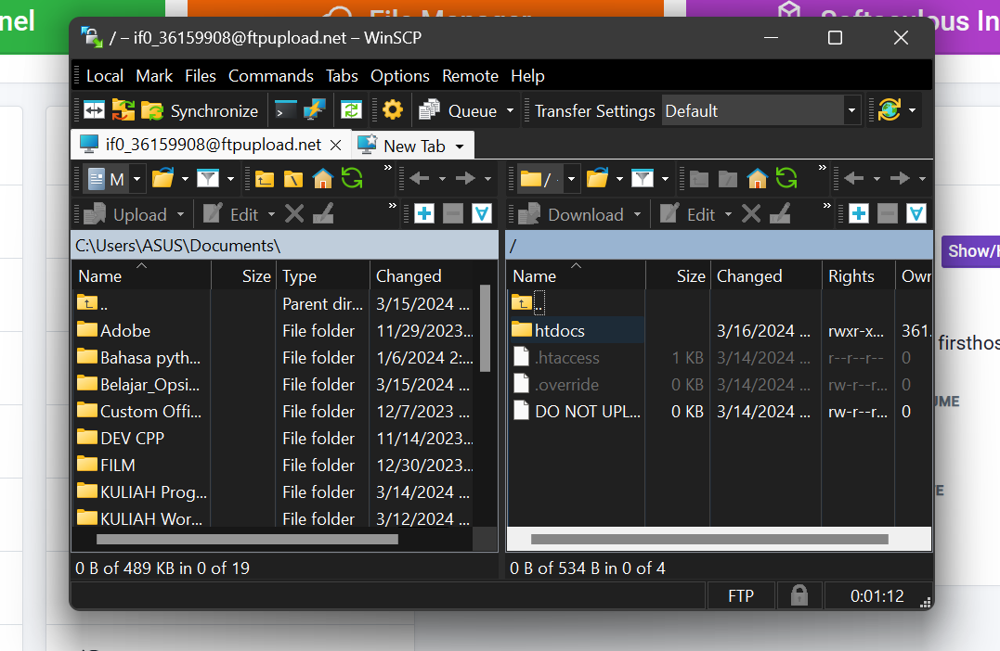 nel
File Manager
Softaculous In
/ – if0_36159908@ftpupload.net – WinSCP
Local Mark Files Commands Tabs Options Remote Help
Synchronize Queue Transfer Settings Default
if0_36159908@ftpupload.net New Tab
M /
Upload Edit Download Edit
C:\Users\ASUS\Documents\ /
Name Size Type Changed Name Size Changed Rights Own
.. Parent dir... 3/15/2024 ... ..
Adobe File folder 11/29/2023... htdocs 3/16/2024 ... rwxr-x... 361
Bahasa pyth... File folder 1/6/2024 2:... .htaccess 1 KB 3/14/2024 ... r--r--r-- 0
Belajar_Opsi... File folder 3/15/2024 ... .override 0 KB 3/14/2024 ... rw-r--r... 0
Custom Offi... File folder 12/7/2023 ... DO NOT UPL... 0 KB 3/14/2024 ... rw-r--r... 0
DEV CPP File folder 11/14/2023...
FILM File folder 12/30/2023...
KULIAH Prog... File folder 3/14/2024 ...
KULIAH Wor... File folder 3/12/2024 ...
0 B of 489 KB in 0 of 19 0 B of 534 B in 0 of 4
FTP 0:01:12
Show/
firsthos
UME
E